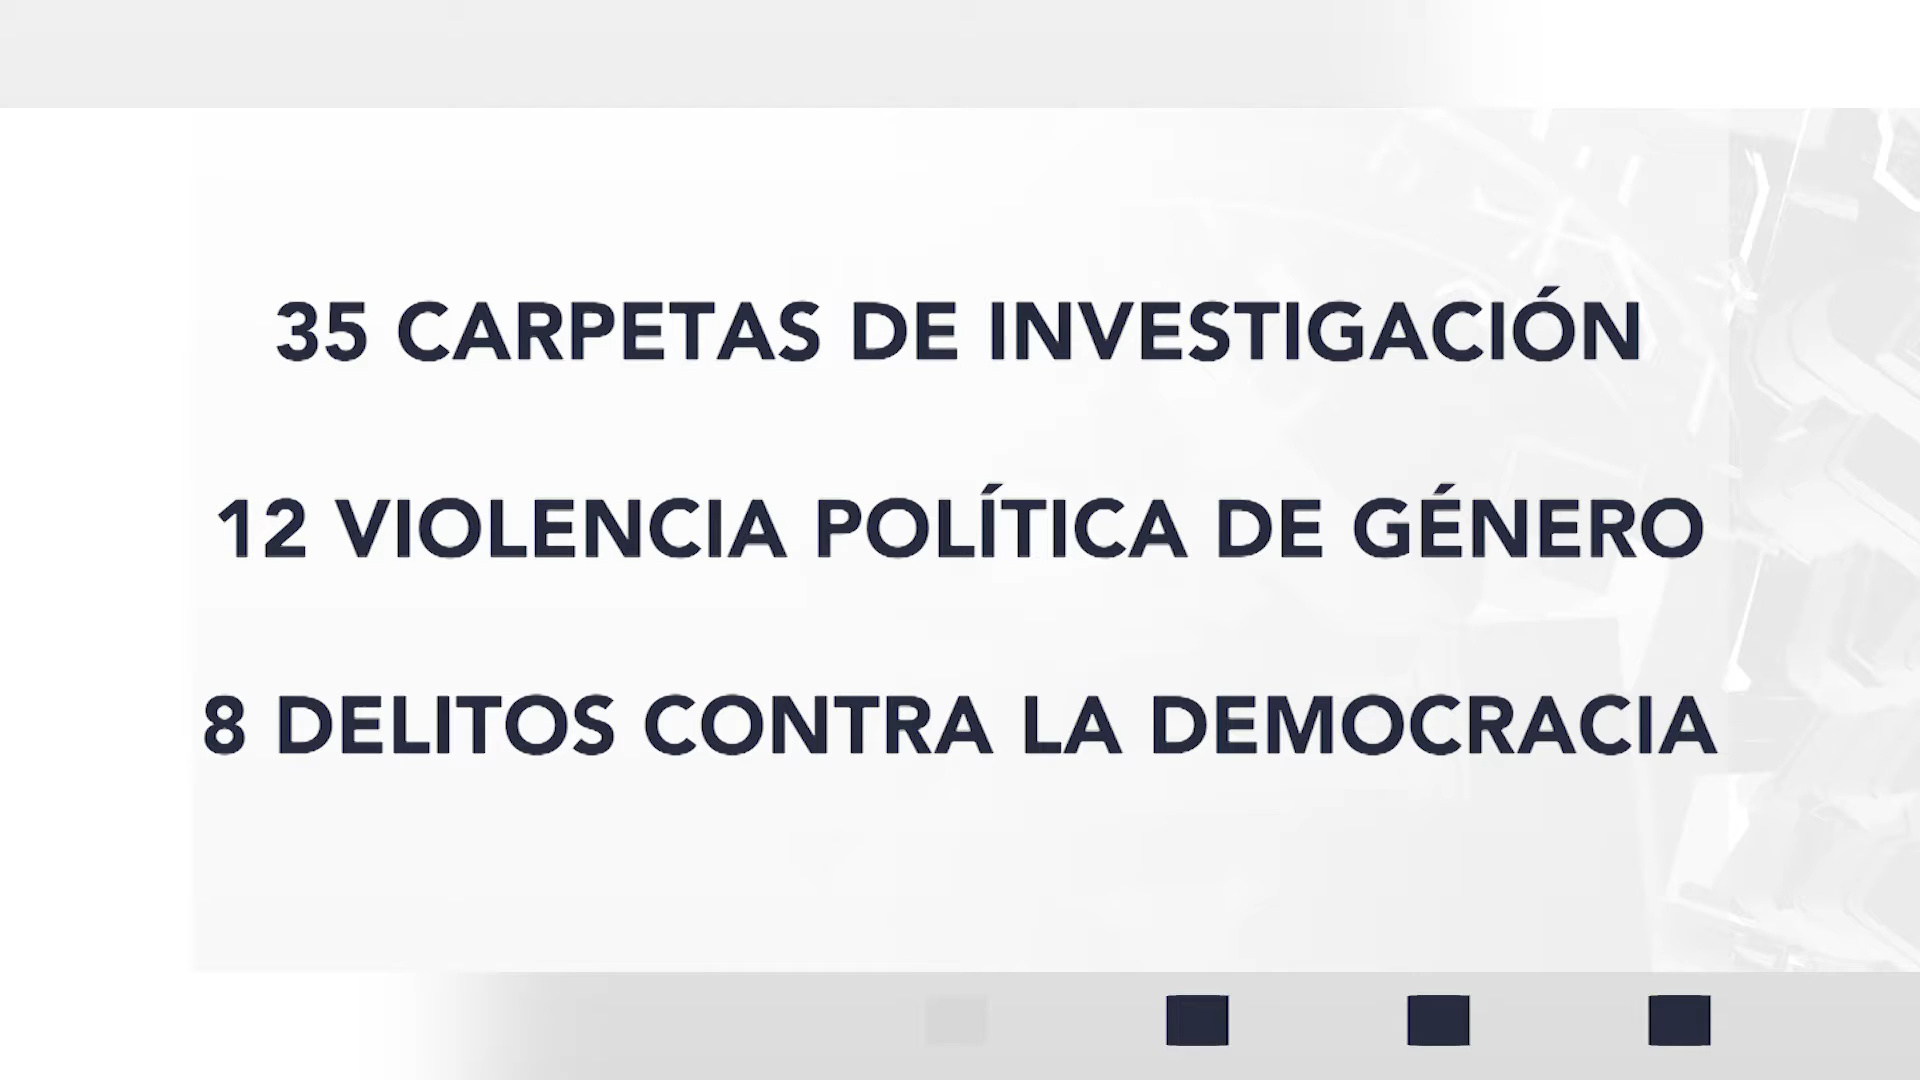 35 CARPETAS DE INVESTIGACIÓN
12 VIOLENCIA POLÍTICA DE GÉNERO
8 DELITOS CONTRA LA DEMOCRACIA